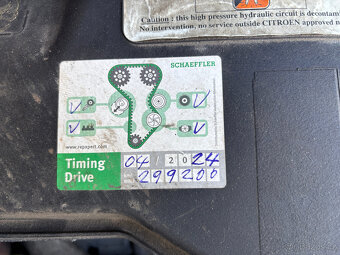 Caution : this high pressure hydraulic circuit is decontami
No intervention, no service outside CITROEN approved n
SCHAEFFLER
www.repxpert.com
Timing
Drive
04 / 2024
299200